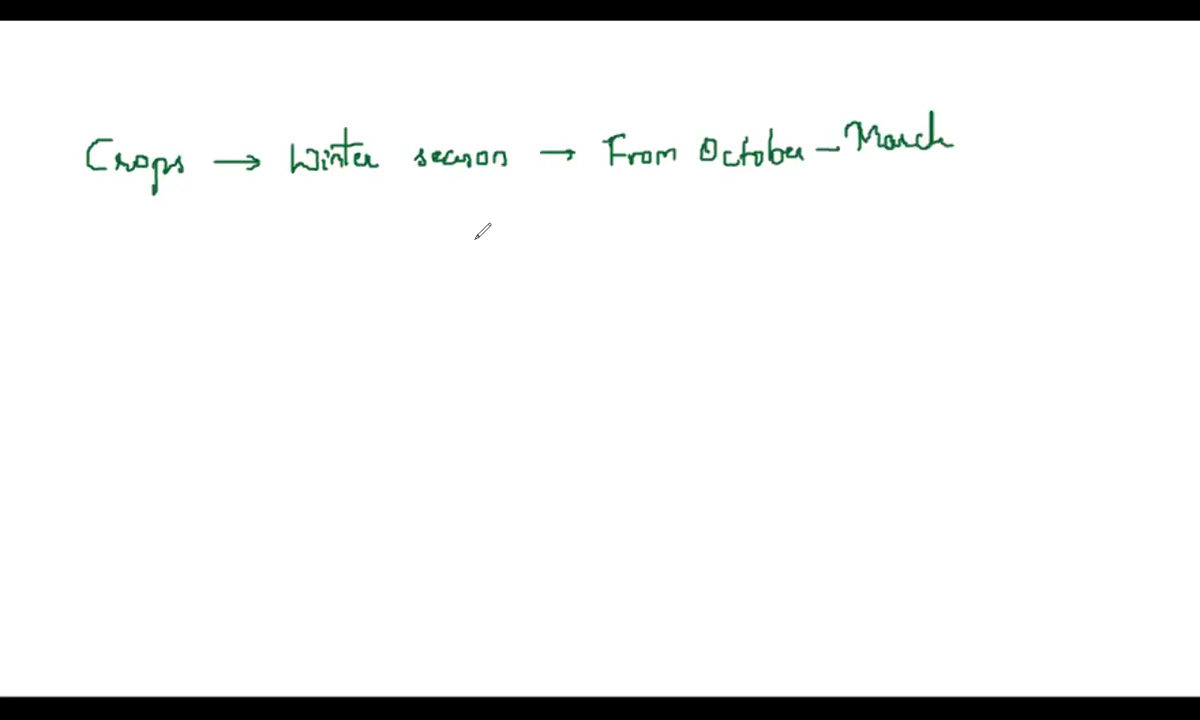 Crops → Winter season → From October - March